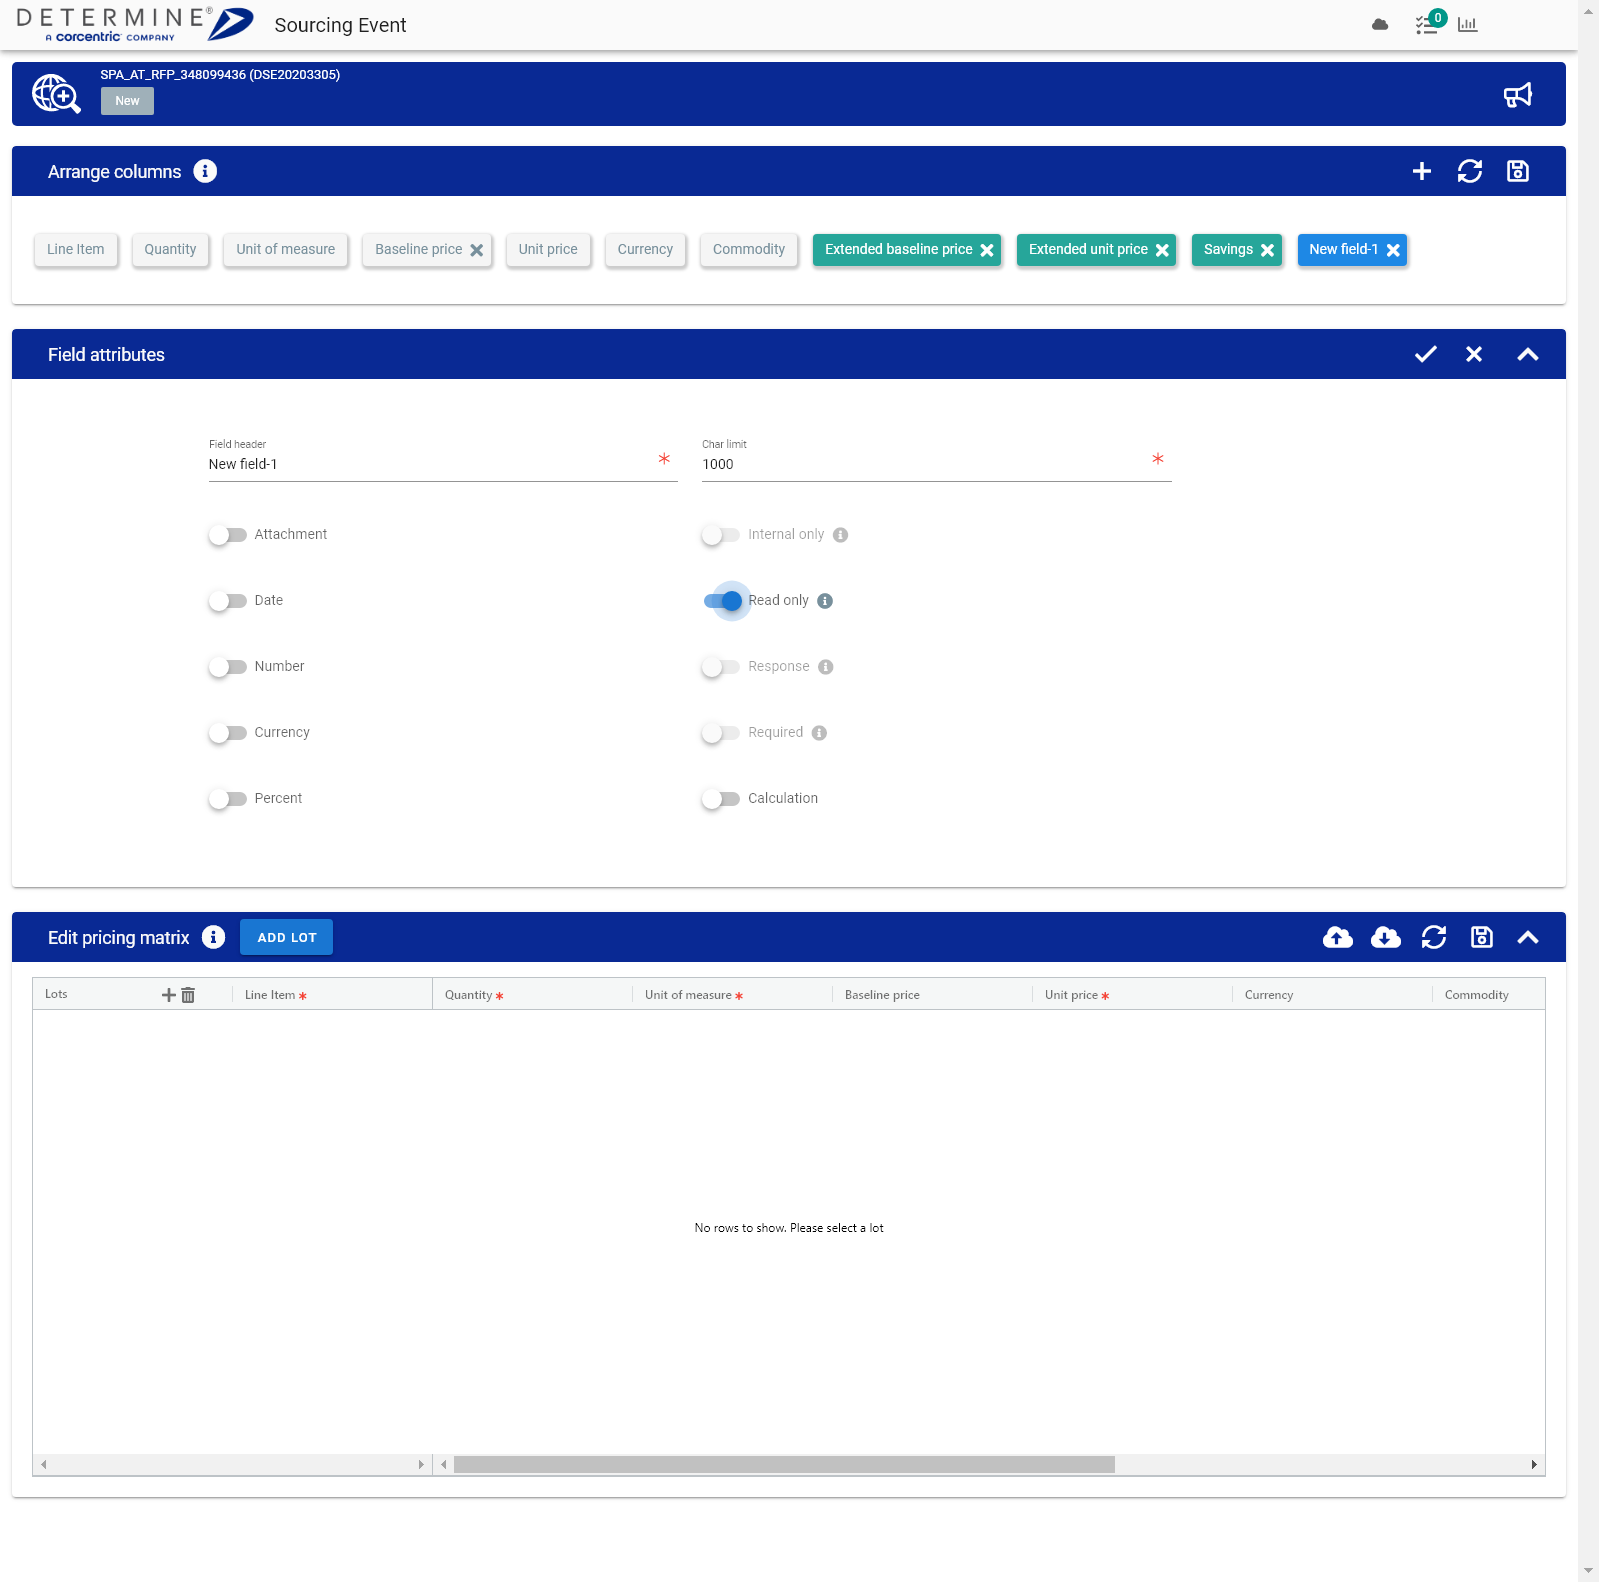 DETERMINE®
A corcentric COMPANY
Sourcing Event
0
SPA_AT_RFP_348099436 (DSE20203305)
New
Arrange columns
Line Item Quantity Unit of measure Baseline price Unit price Currency Commodity Extended baseline price Extended unit price Savings New field-1
Field attributes
Field header Char limit
New field-1 * 1000 *
Attachment Internal only
Date Read only
Number Response
Currency Required
Percent Calculation
Edit pricing matrix ADD LOT
Lots Line Item * Quantity * Unit of measure * Baseline price Unit price * Currency Commodity
No rows to show. Please select a lot